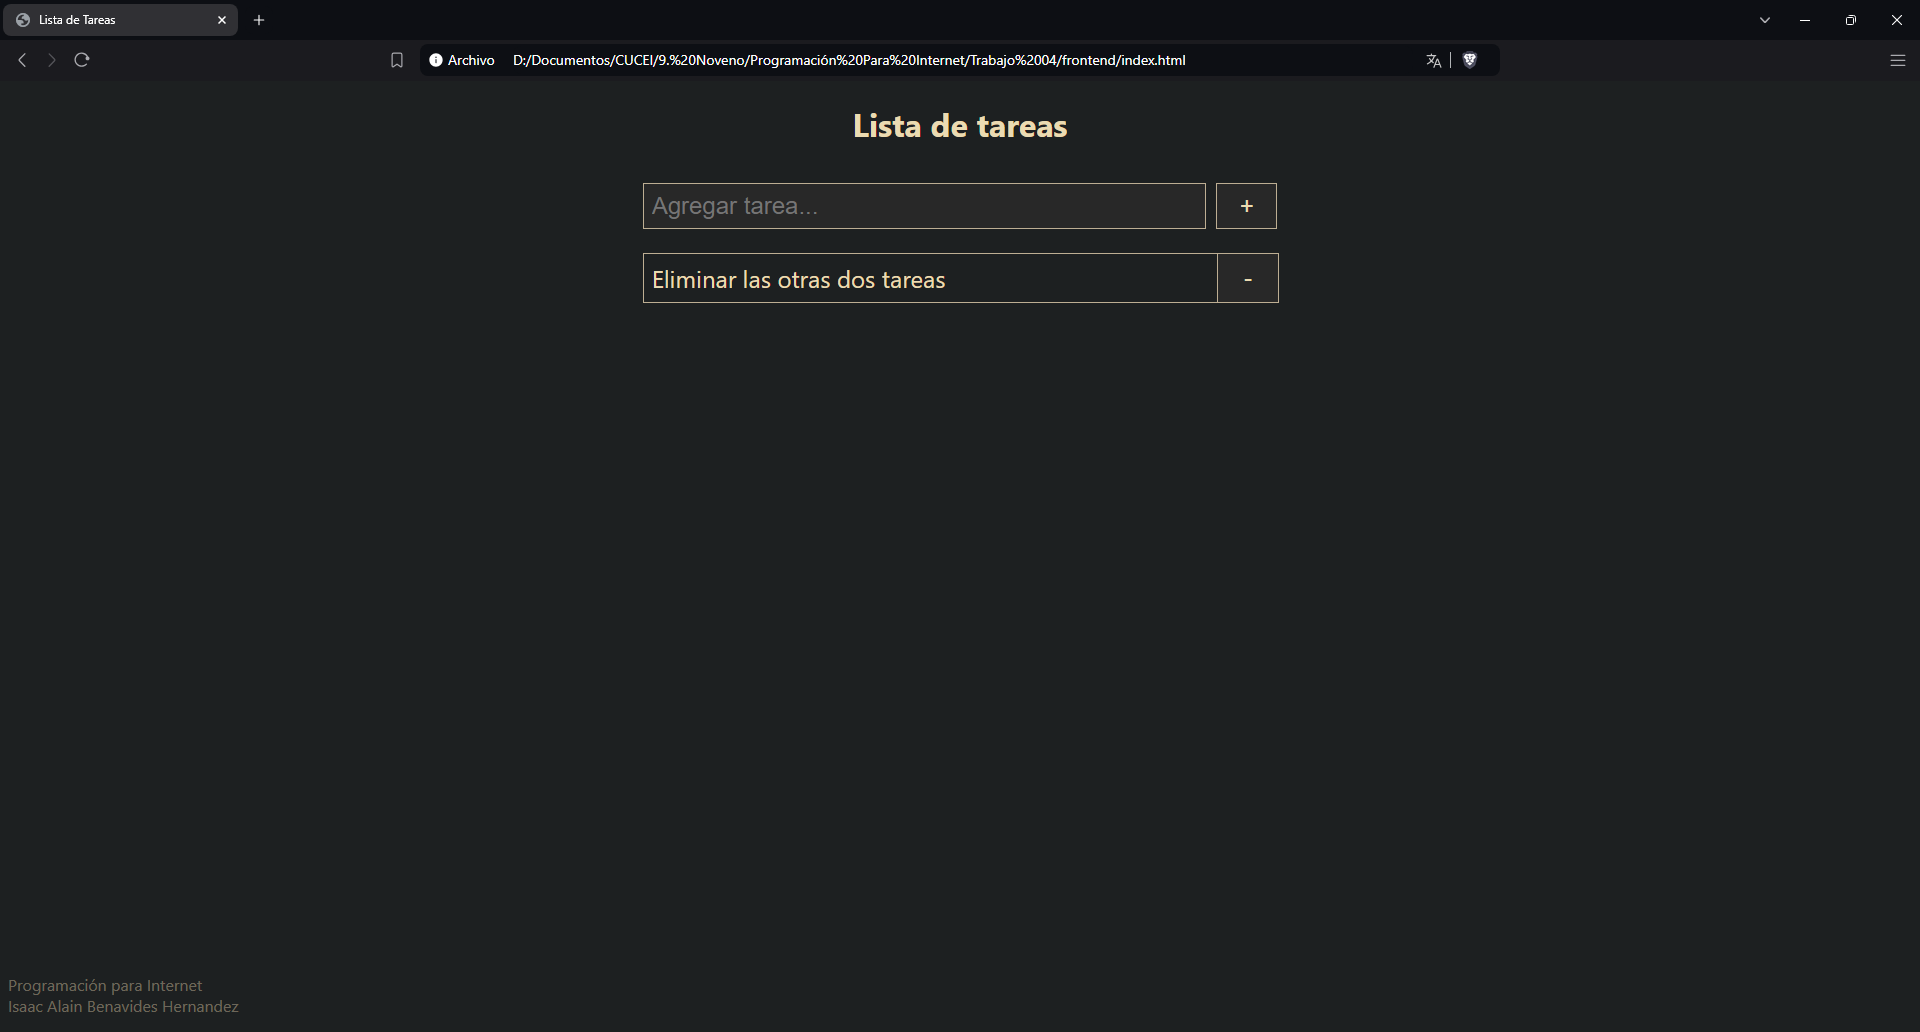 Lista de Tareas
Archivo D:/Documentos/CUCEI/9.%20Noveno/Programación%20Para%20Internet/Trabajo%2004/frontend/index.html
Lista de tareas
Agregar tarea...
+
Eliminar las otras dos tareas
-
Programación para Internet
Isaac Alain Benavides Hernandez